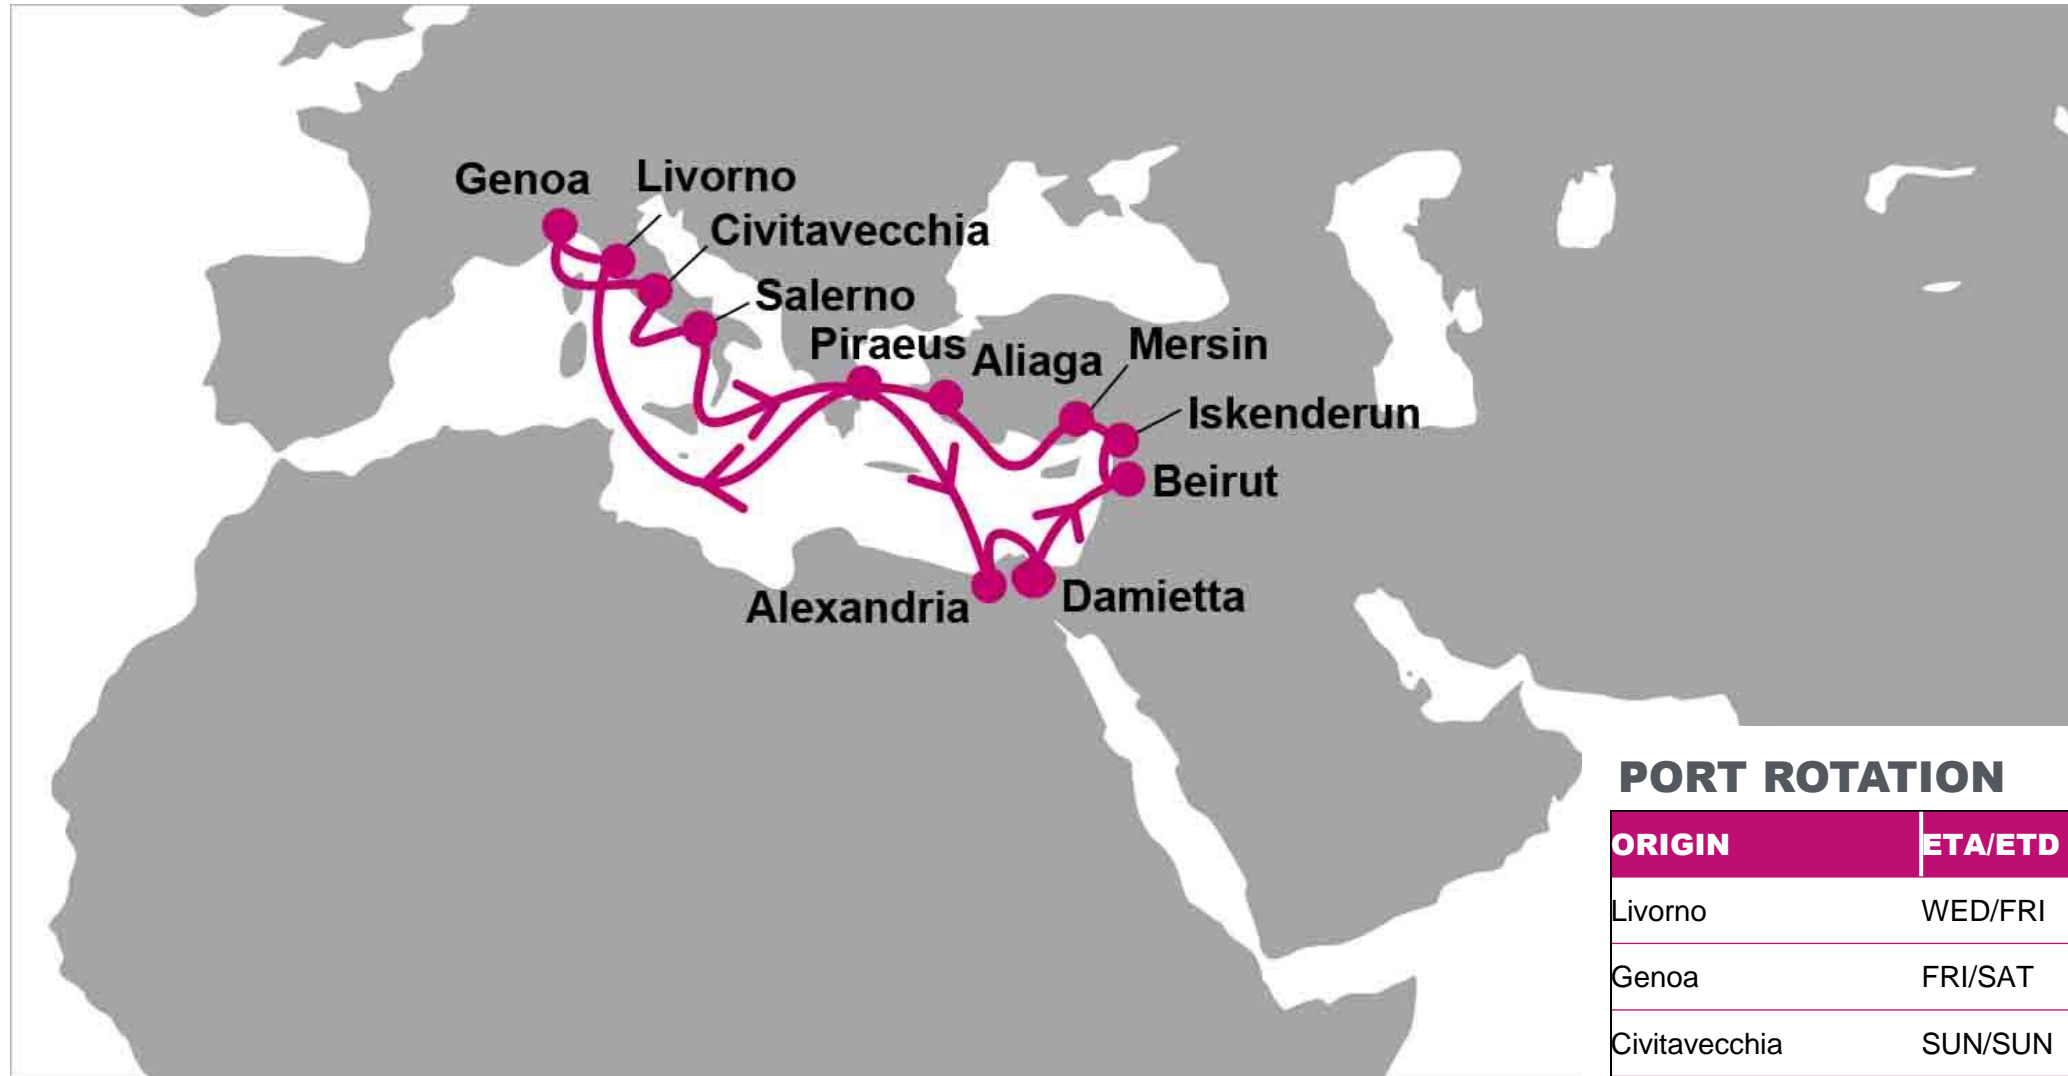 Genoa
Livorno
Civitavecchia
Salerno
Piraeus
Aliaga
Mersin
Iskenderun
Beirut
Alexandria
Damietta
PORT ROTATION
ORIGIN ETA/ETD
Livorno WED/FRI
Genoa FRI/SAT
Civitavecchia SUN/SUN